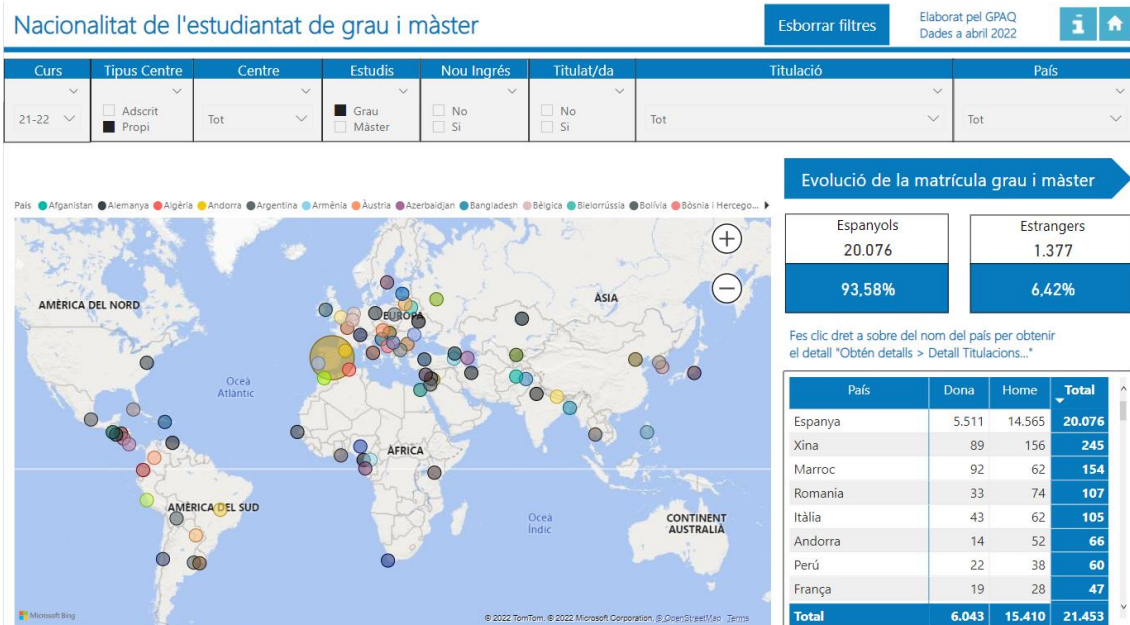 Nacionalitat de l'estudiantat de grau i màster
Esborrar filtres
Elaborat pel GPAQ
Dades a abril 2022
Curs Tipus Centre Centre Estudis Nou Ingrés Titulat/da Titulació País
Adscrit Grau No No
21-22 Propi Tot Màster Si Si Tot Tot
Evolució de la matrícula grau i màster
País Afganistan Alemanya Algèria Andorra Argentina Armènia Àustria Azerbaidjan Bangladesh Bèlgica Bielorrússia Bolívia Bòsnia i Hercego...
Espanyols Estrangers
20.076 1.377
93,58% 6,42%
AMÈRICA DEL NORD
EUROPA
ÀSIA
Oceà
Atlàntic
ÀFRICA
AMÈRICA DEL SUD
Oceà
Índic
CONTINENT
AUSTRALIÀ
Microsoft Bing
© 2022 TomTom, © 2022 Microsoft Corporation, © OpenStreetMap Terms
Fes clic dret a sobre del nom del país per obtenir
el detall "Obtén detalls > Detall Titulacions..."
País Dona Home Total
Espanya 5.511 14.565 20.076
Xina 89 156 245
Marroc 92 62 154
Romania 33 74 107
Itàlia 43 62 105
Andorra 14 52 66
Perú 22 38 60
França 19 28 47
Total 6.043 15.410 21.453